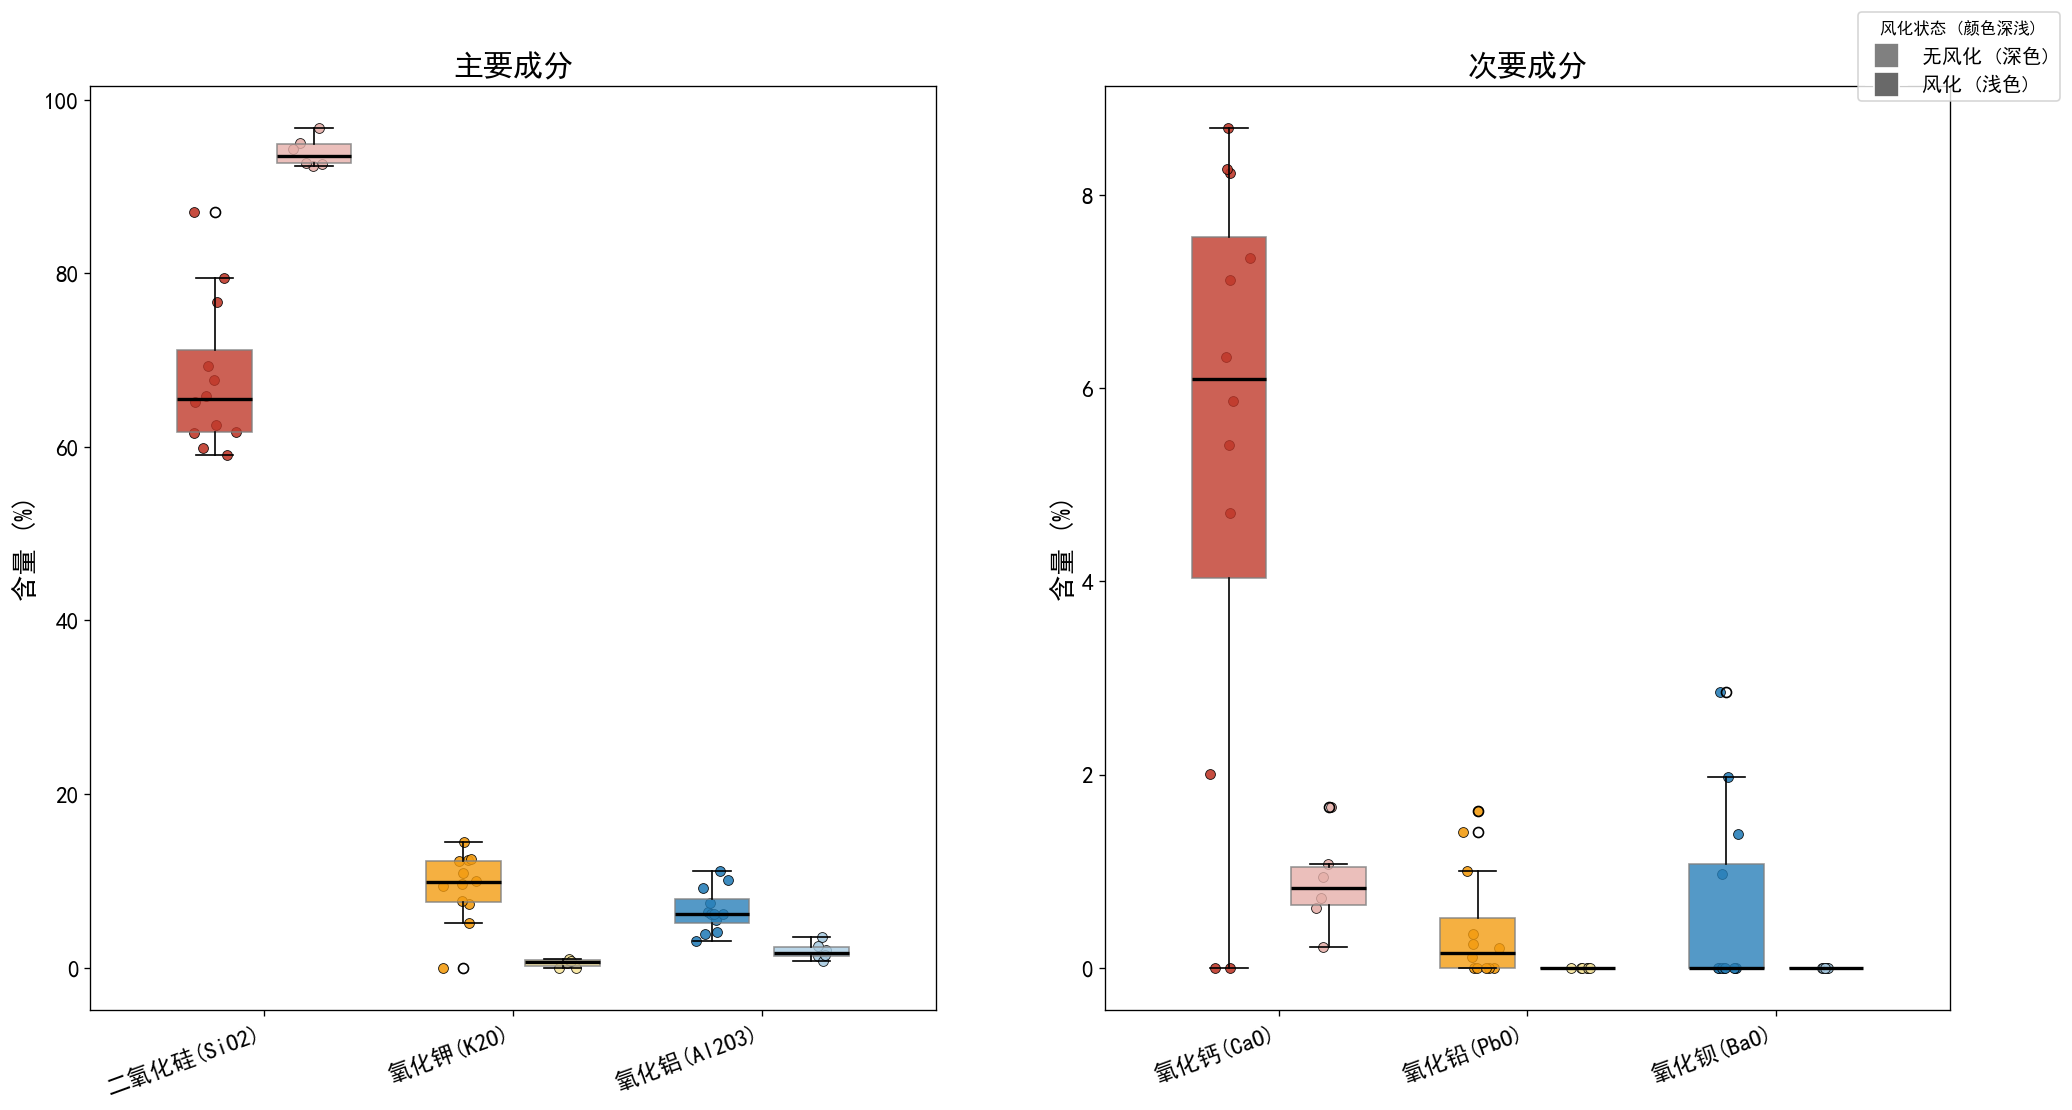 风化状态 (颜色深浅)
无风化 (深色)
风化 (浅色)
主要成分
次要成分
含量 (%)
100
80
60
40
20
0
二氧化硅(SiO2)
氧化钾(K2O)
氧化铝(Al2O3)
含量 (%)
8
6
4
2
0
氧化钙(CaO)
氧化铅(PbO)
氧化钡(BaO)